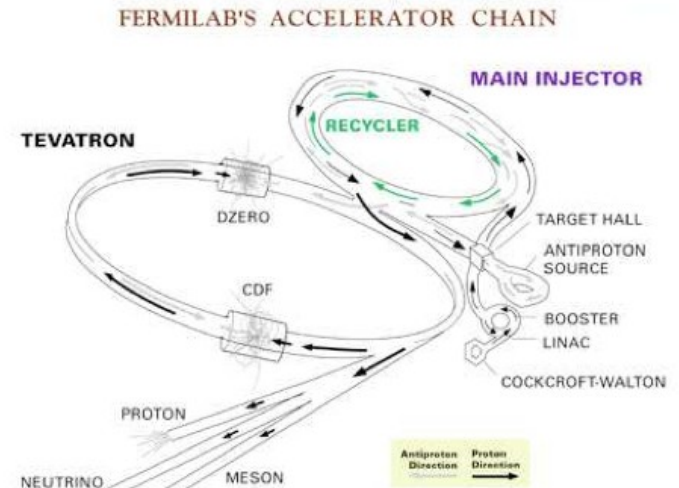 FERMILAB'S ACCELERATOR CHAIN
MAIN INJECTOR
RECYCLER
TEVATRON
DZERO
TARGET HALL
ANTIPROTON
SOURCE
CDF
BOOSTER
LINAC
COCKCROFT-WALTON
PROTON
Antiproton Proton
Direction Direction
MESON
NEUTRINO